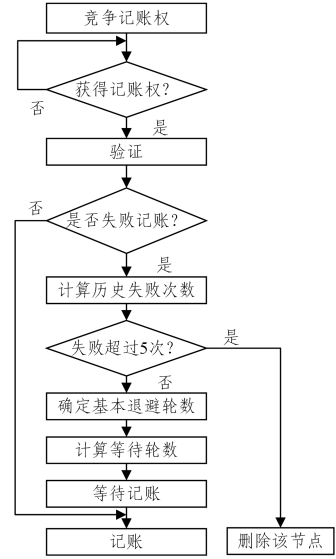 竞争记账权
获得记账权?
否
是
验证
否
是否失败记账?
是
计算历史失败次数
失败超过5次?
是
否
确定基本退避轮数
计算等待轮数
等待记账
记账
删除该节点